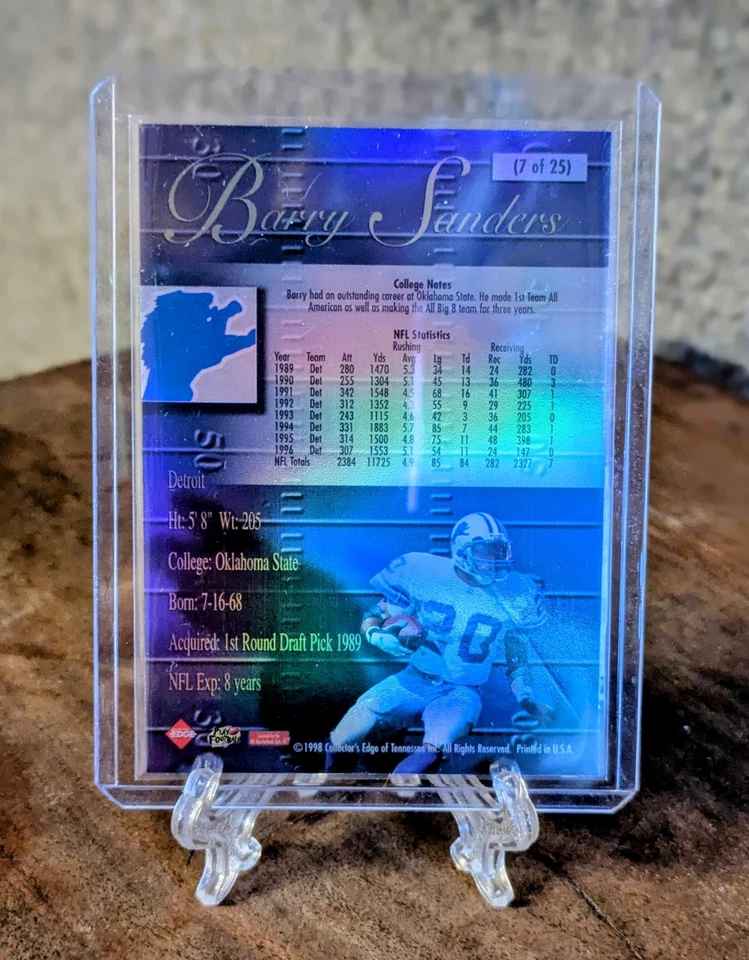 (7 of 25)
Barry Sanders
College Notes
Barry had an outstanding career at Oklahoma State. He made 1st Team All
American as well as making the All Big 8 team for three years.
NFL Statistics
Rushing Receiving
Year Team Att Yds Avg Lg Td Rec Yds TD
1989 Det 280 1470 5.3 34 14 24 282 0
1990 Det 255 1304 5.1 45 13 36 480 3
1991 Det 342 1548 4.5 68 16 41 307 1
1992 Det 312 1352 4.3 55 9 29 225 1
1993 Det 243 1115 4.6 42 3 36 205 0
1994 Det 331 1883 5.7 85 7 44 283 1
1995 Det 314 1500 4.8 75 11 48 398 1
1996 Det 307 1553 5.1 54 11 24 147 0
NFL Totals 2384 11725 4.9 85 84 282 2327 7
30
50
Detroit
Ht: 5' 8" Wt: 205
College: Oklahoma State
Born: 7-16-68
Acquired: 1st Round Draft Pick 1989
NFL Exp: 8 years
20
EDGE
PLAY FOOTBALL
©1998 Collector's Edge of Tennessee Inc. All Rights Reserved. Printed in U.S.A.